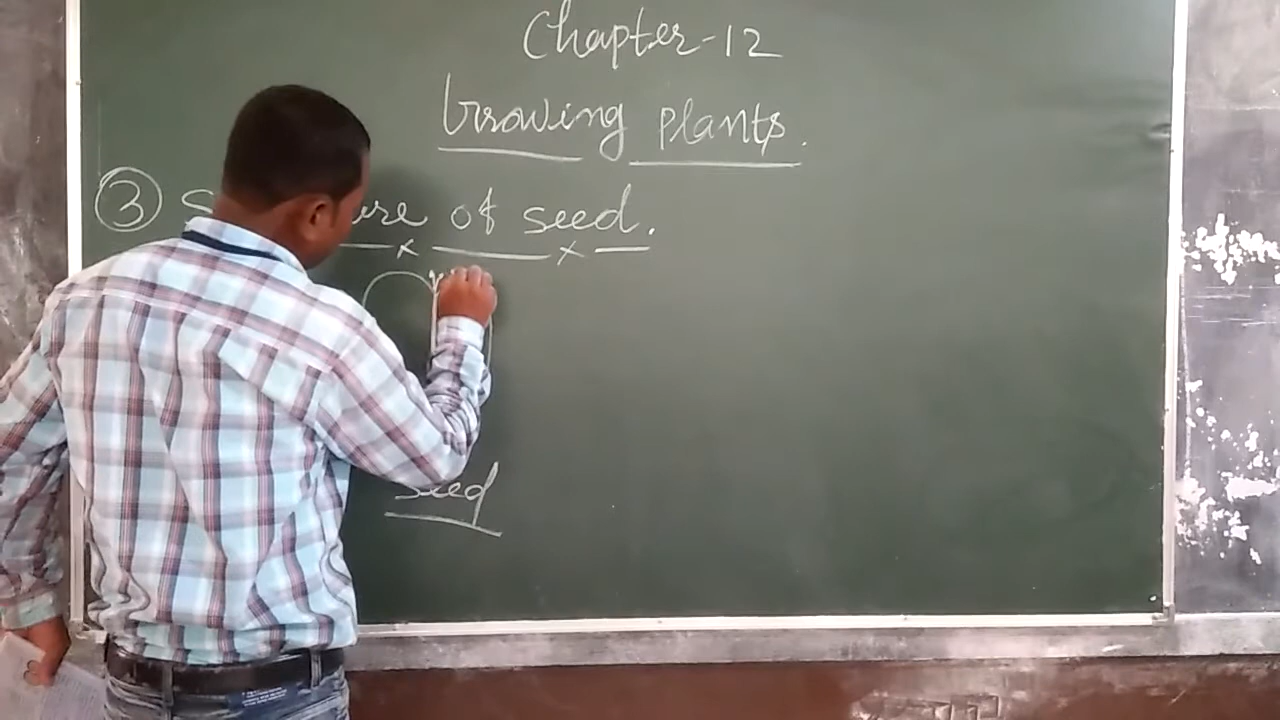 Chapter-12
Growing plants.
③ of seed.
seed